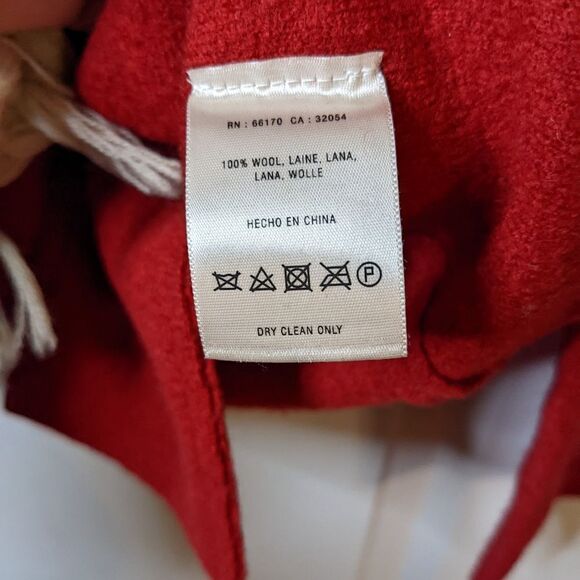 RN : 66170 CA : 32054
100% WOOL, LAINE, LANA,
LANA, WOLLE
HECHO EN CHINA
P
DRY CLEAN ONLY